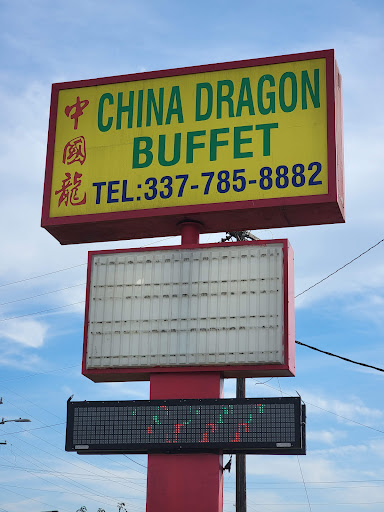 中國龍
CHINA DRAGON
BUFFET
TEL:337-785-8882